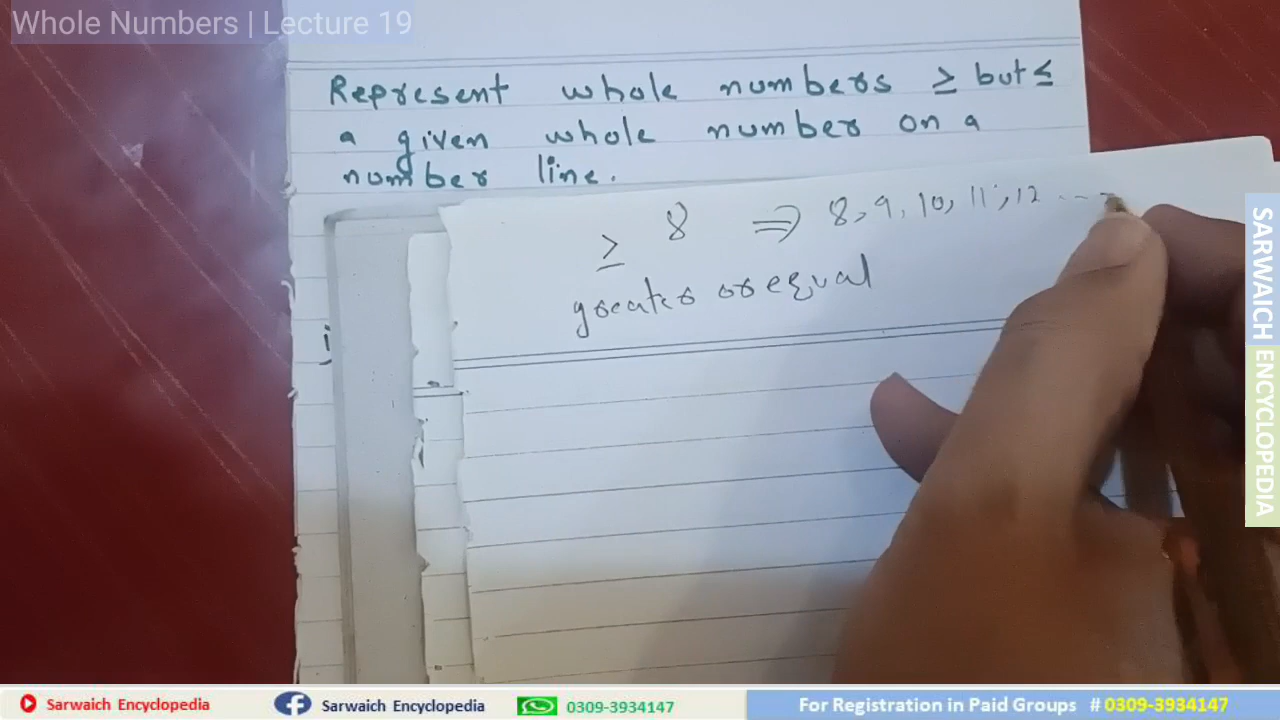 Whole Numbers | Lecture 19
Represent whole numbers ≥ but ≤
a given whole number on a
number line.
≥ 8 ⇒ 8, 9, 10, 11, 12 ...
greater or equal
SARWAICH ENCYCLOPEDIA
Sarwaich Encyclopedia
Sarwaich Encyclopedia
0309-3934147
For Registration in Paid Groups # 0309-3934147